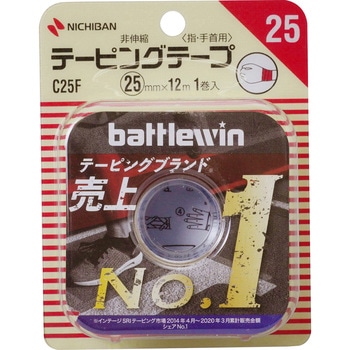 NICHIBAN
25
非伸縮 〈指・手首用〉
テーピングテープ
C25F
25mm×12m 1巻入
battlewin
テーピングブランド
売上
No.1
※インテージSRIテーピング市場2014年4月~2020年3月累計販売金額
シェアNo.1